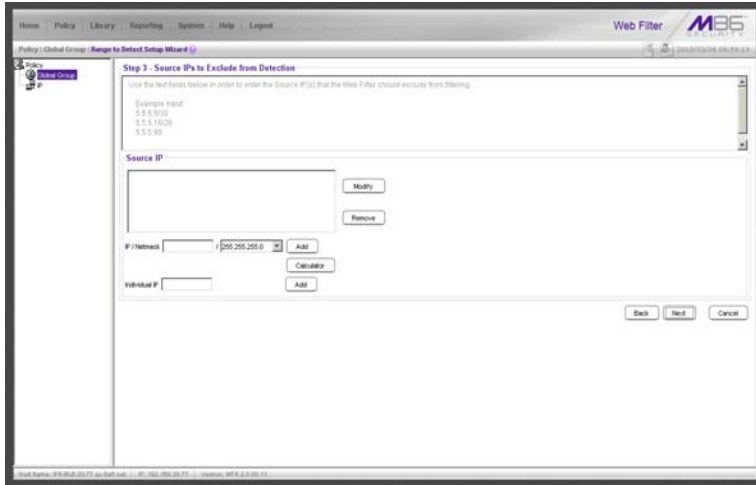 Home Policy Library Reporting System Help Logout
Web Filter
M86
SECURITY
Policy | Global Group | Range to Detect Setup Wizard
Policy
Global Group
IP
Step 3 - Source IPs to Exclude from Detection
Use the text fields below in order to enter the Source IP(s) that the Web Filter should exclude from filtering.
Example Input:
5.5.5.5/30
5.5.5.16/28
5.5.5.80
Source IP
Modify
Remove
IP / Netmask / 255.255.255.0 Add
Calculator
Individual IP Add
Back Next Cancel